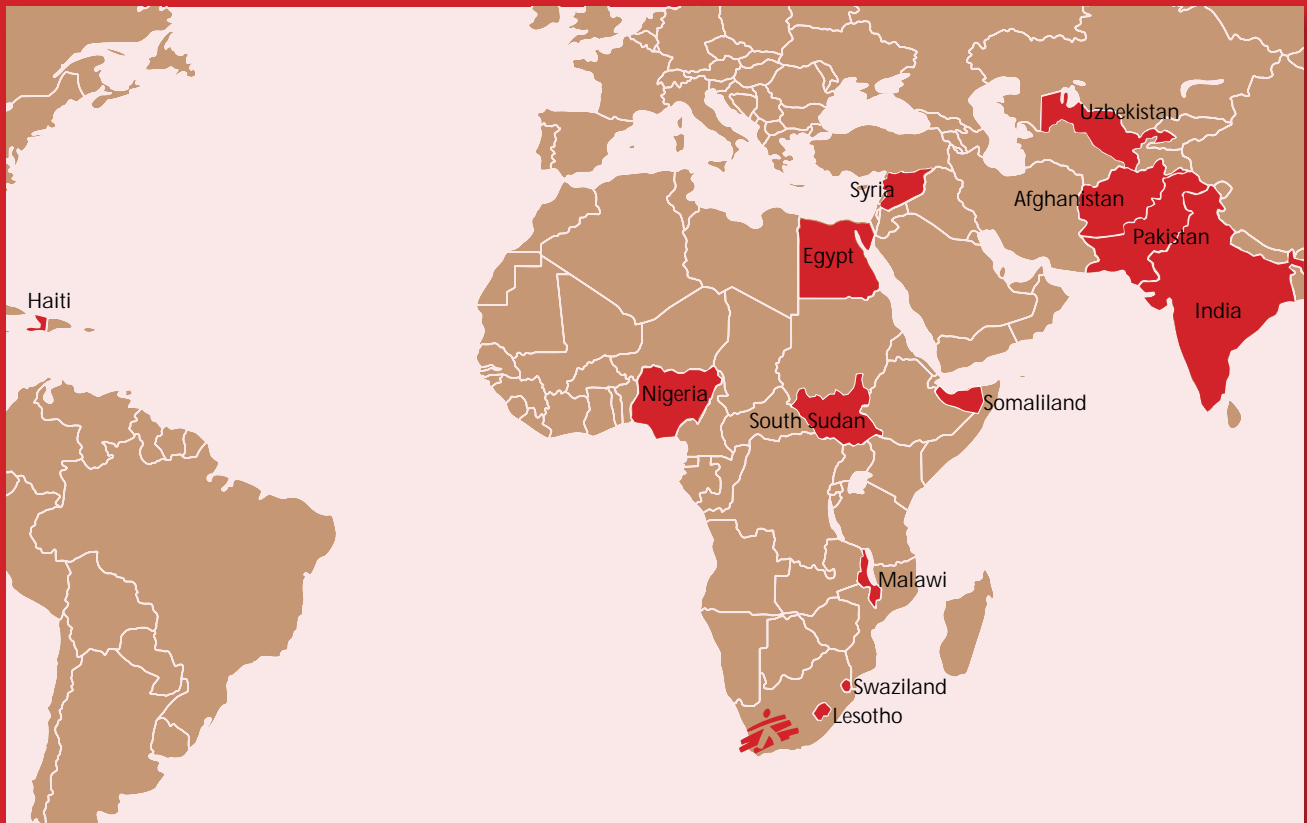 Uzbekistan
Syria
Afghanistan
Pakistan
Egypt
Haiti
India
Nigeria
Somaliland
South Sudan
Malawi
Swaziland
Lesotho